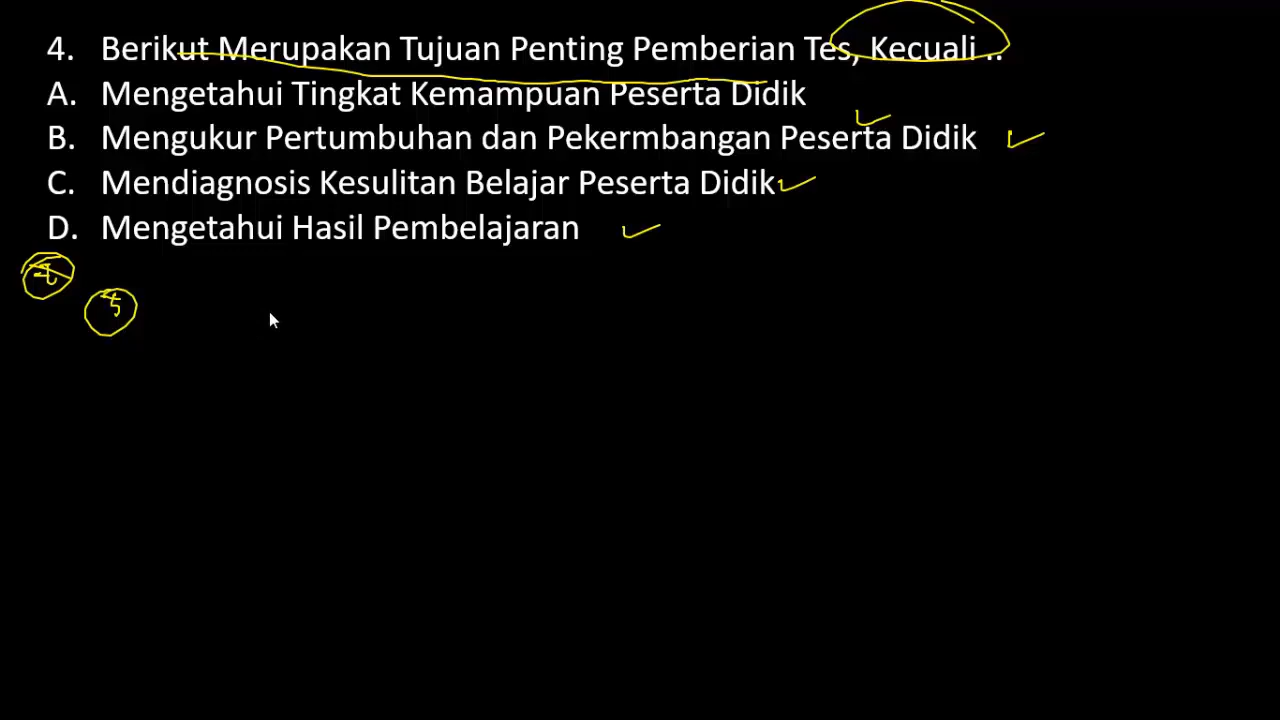 4. Berikut Merupakan Tujuan Penting Pemberian Tes, Kecuali ..
A. Mengetahui Tingkat Kemampuan Peserta Didik
B. Mengukur Pertumbuhan dan Pekermbangan Peserta Didik
C. Mendiagnosis Kesulitan Belajar Peserta Didik
D. Mengetahui Hasil Pembelajaran